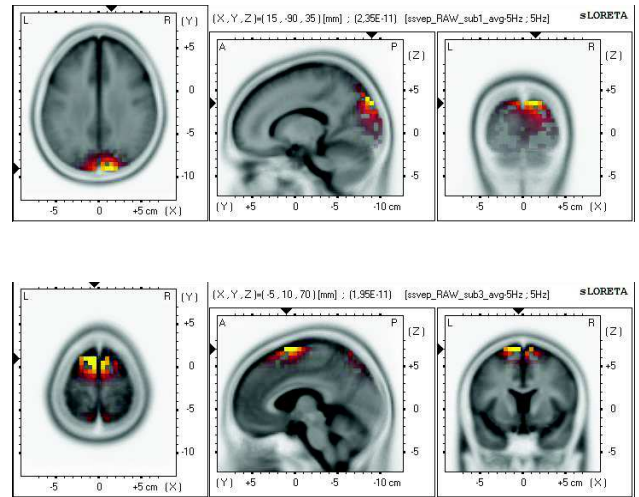 (X, Y, Z)=( 15 , -90 , 35 ) [mm] ; (2,35E-11) [ssvep_RAW_sub1_avg-5Hz ; 5Hz] sLORETA
L R (Y) A P (Z) L R (Z)
+5 +5 +5
0 0 0
-5 -5 -5
-10
-5 0 +5 cm (X) (Y) +5 0 -5 -10 cm -5 0 +5 cm (X)
(X, Y, Z)=( -5 , 10 , 70 ) [mm] ; (1,95E-11) [ssvep_RAW_sub3_avg-5Hz ; 5Hz] sLORETA
L R (Y) A P (Z) L R (Z)
+5 +5 +5
0 0 0
-5 -5 -5
-10
-5 0 +5 cm (X) (Y) +5 0 -5 -10 cm -5 0 +5 cm (X)